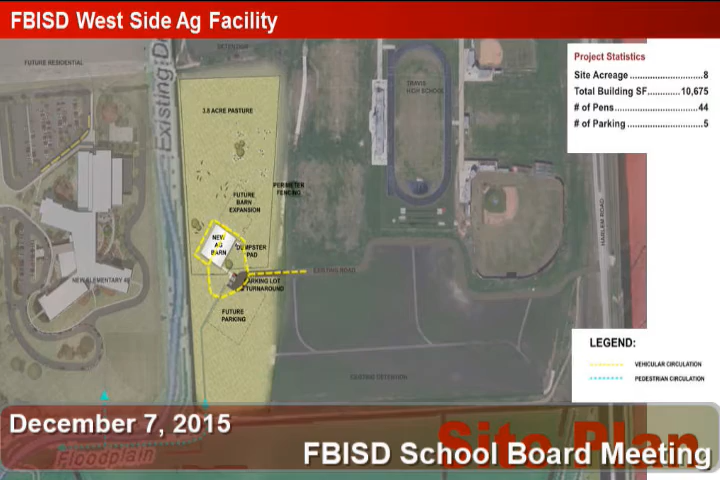 FBISD West Side Ag Facility
DETENTION
FUTURE RESIDENTIAL
Project Statistics
Site Acreage ..........................8
Total Building SF............10,675
# of Pens..............................44
# of Parking .........................5
3.8 ACRE PASTURE
TRAVIS
HIGH SCHOOL
Existing
PERIMETER
FENCING
FUTURE
BARN
EXPANSION
HARLEM ROAD
NEW
AG
BARN
DUMPSTER
PAD
EXISTING ROAD
NEW ELEMENTARY
PARKING LOT
TURNAROUND
FUTURE
PARKING
LEGEND:
VEHICULAR CIRCULATION
PEDESTRIAN CIRCULATION
EXISTING DETENTION
December 7, 2015
Site Plan
FBISD School Board Meeting
Floodplain